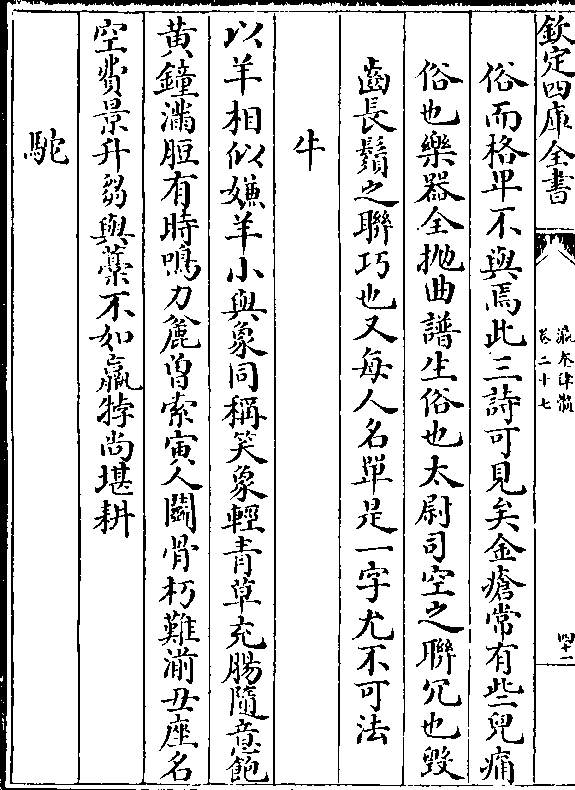 欽定四庫全書
瀛奎律髓
卷二十七
四十二
俗而格卑不與焉此三詩可見矣金瘡常有些兒痛
俗也樂器全拋曲譜生俗也太尉司空之聯冗也毀
齒長鬚之聯巧也又每人名單是一字尤不可法
牛
以羊相似嫌羊小與象同稱笑象輕青草充腸隨意飽
黄鐘滿脰有時鳴力麄曾索寅人鬭骨朽難湔丑座名
空費景升芻與藁不如羸牸尚堪耕
駝